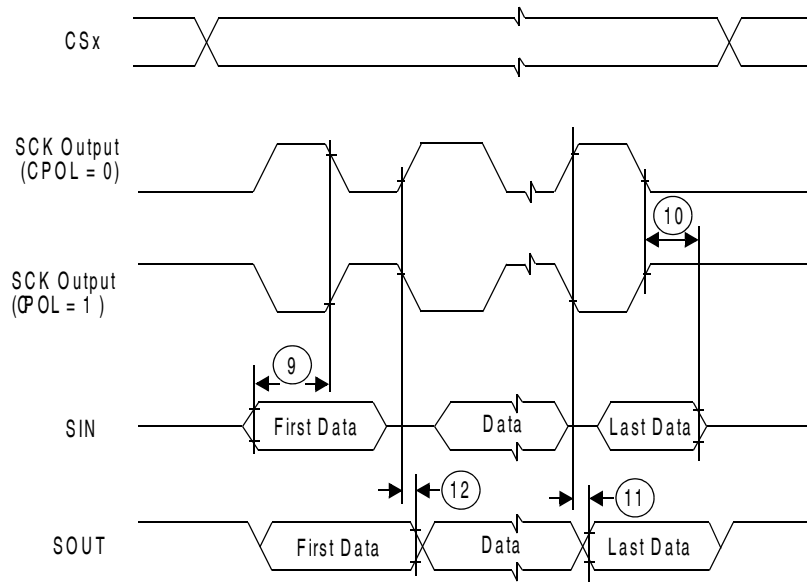 CSx
SCK Output
(CPOL = 0)
10
SCK Output
(CPOL = 1)
9
SIN
First Data
Data
Last Data
12
11
SOUT
First Data
Data
Last Data